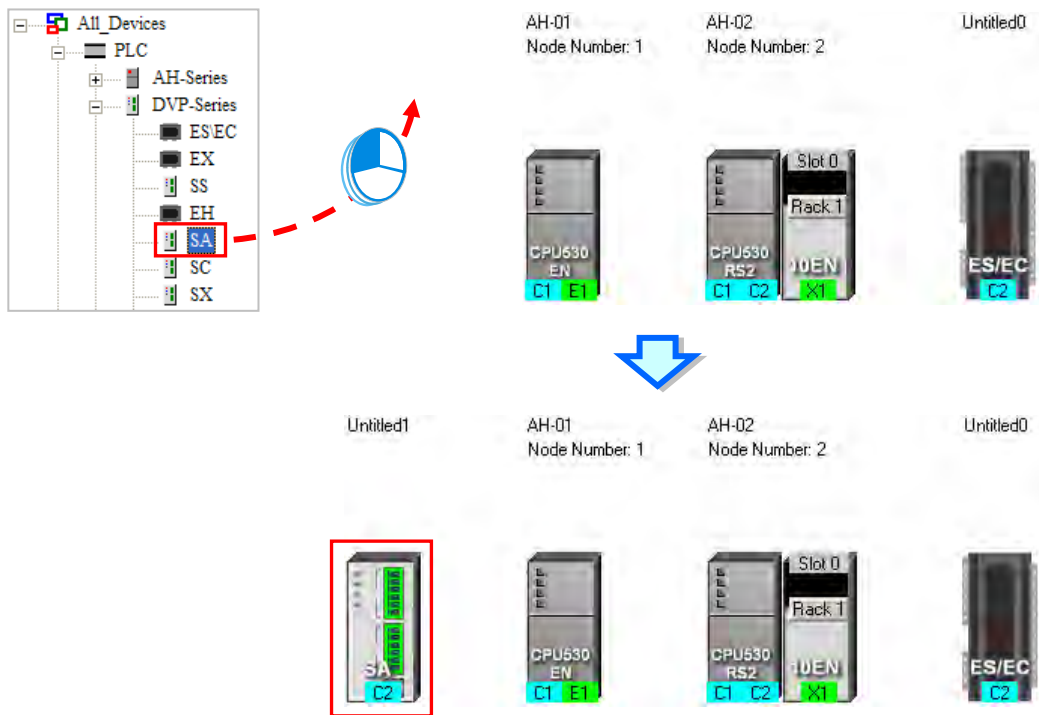 All_Devices
PLC
AH-Series
DVP-Series
ES\EC
EX
SS
EH
SA
SC
SX
AH-01
Node Number: 1
AH-02
Node Number: 2
Untitled0
CPU530
EN
C1 E1
Slot 0
Rack 1
CPU530
RS2
10EN
C1 C2 X1
ES/EC
C2
Untitled1
AH-01
Node Number: 1
AH-02
Node Number: 2
Untitled0
SA
C2
CPU530
EN
C1 E1
Slot 0
Rack 1
CPU530
RS2
10EN
C1 C2 X1
ES/EC
C2